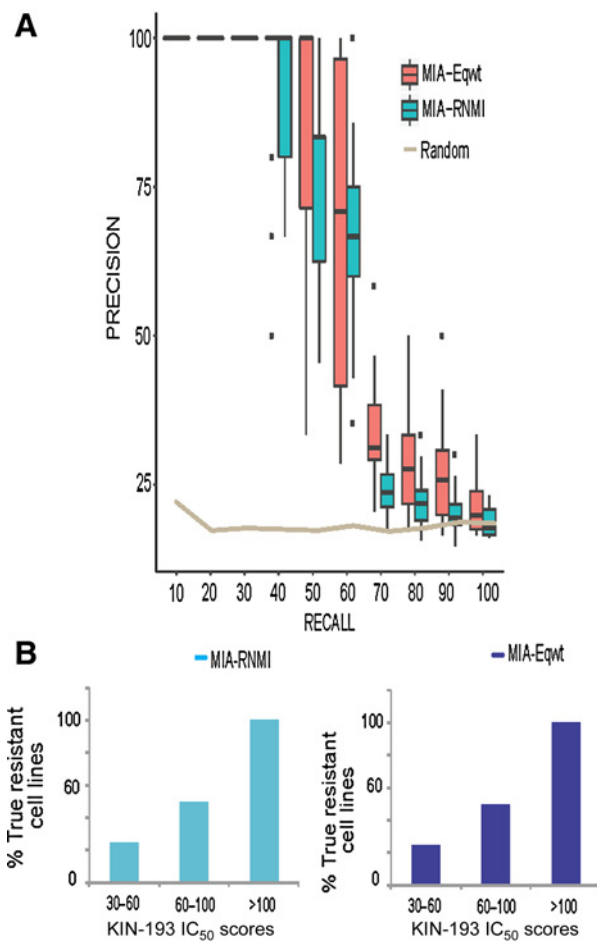 A
PRECISION
100
75
50
25
MIA-Eqwt
MIA-RNMI
Random
10 20 30 40 50 60 70 80 90 100
RECALL
B
MIA-RNMI
% True resistant
cell lines
100
60
0
30-60 60-100 >100
KIN-193 IC50 scores
MIA-Eqwt
% True resistant
cell lines
100
60
0
30-60 60-100 >100
KIN-193 IC50 scores